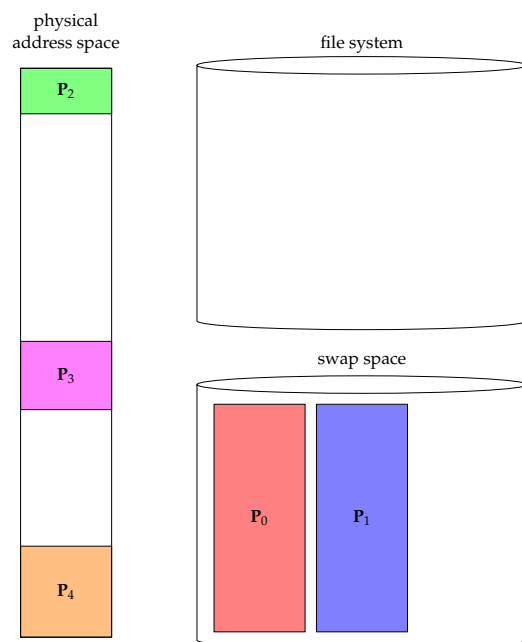 physical
address space
file system
P₂
P₃
swap space
P₀ P₁
P₄